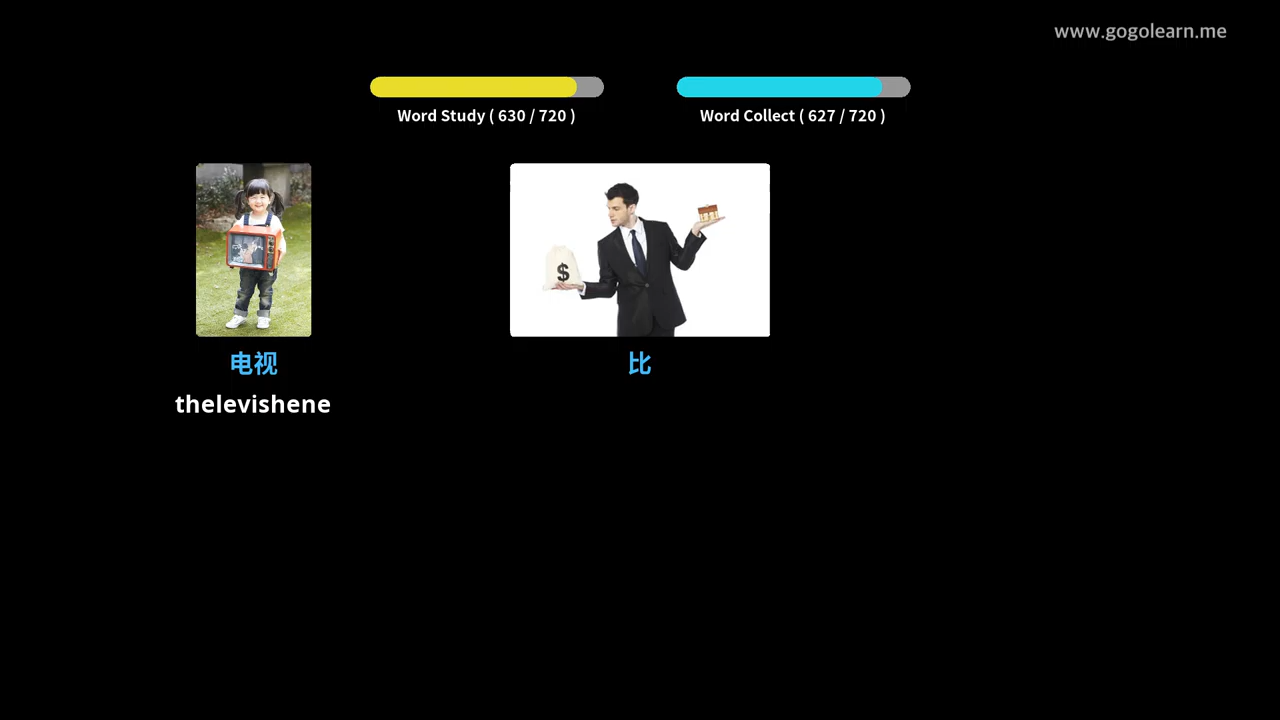 www.gogolearn.me
Word Study ( 630 / 720 )
Word Collect ( 627 / 720 )
$
电视
比
thelevishene